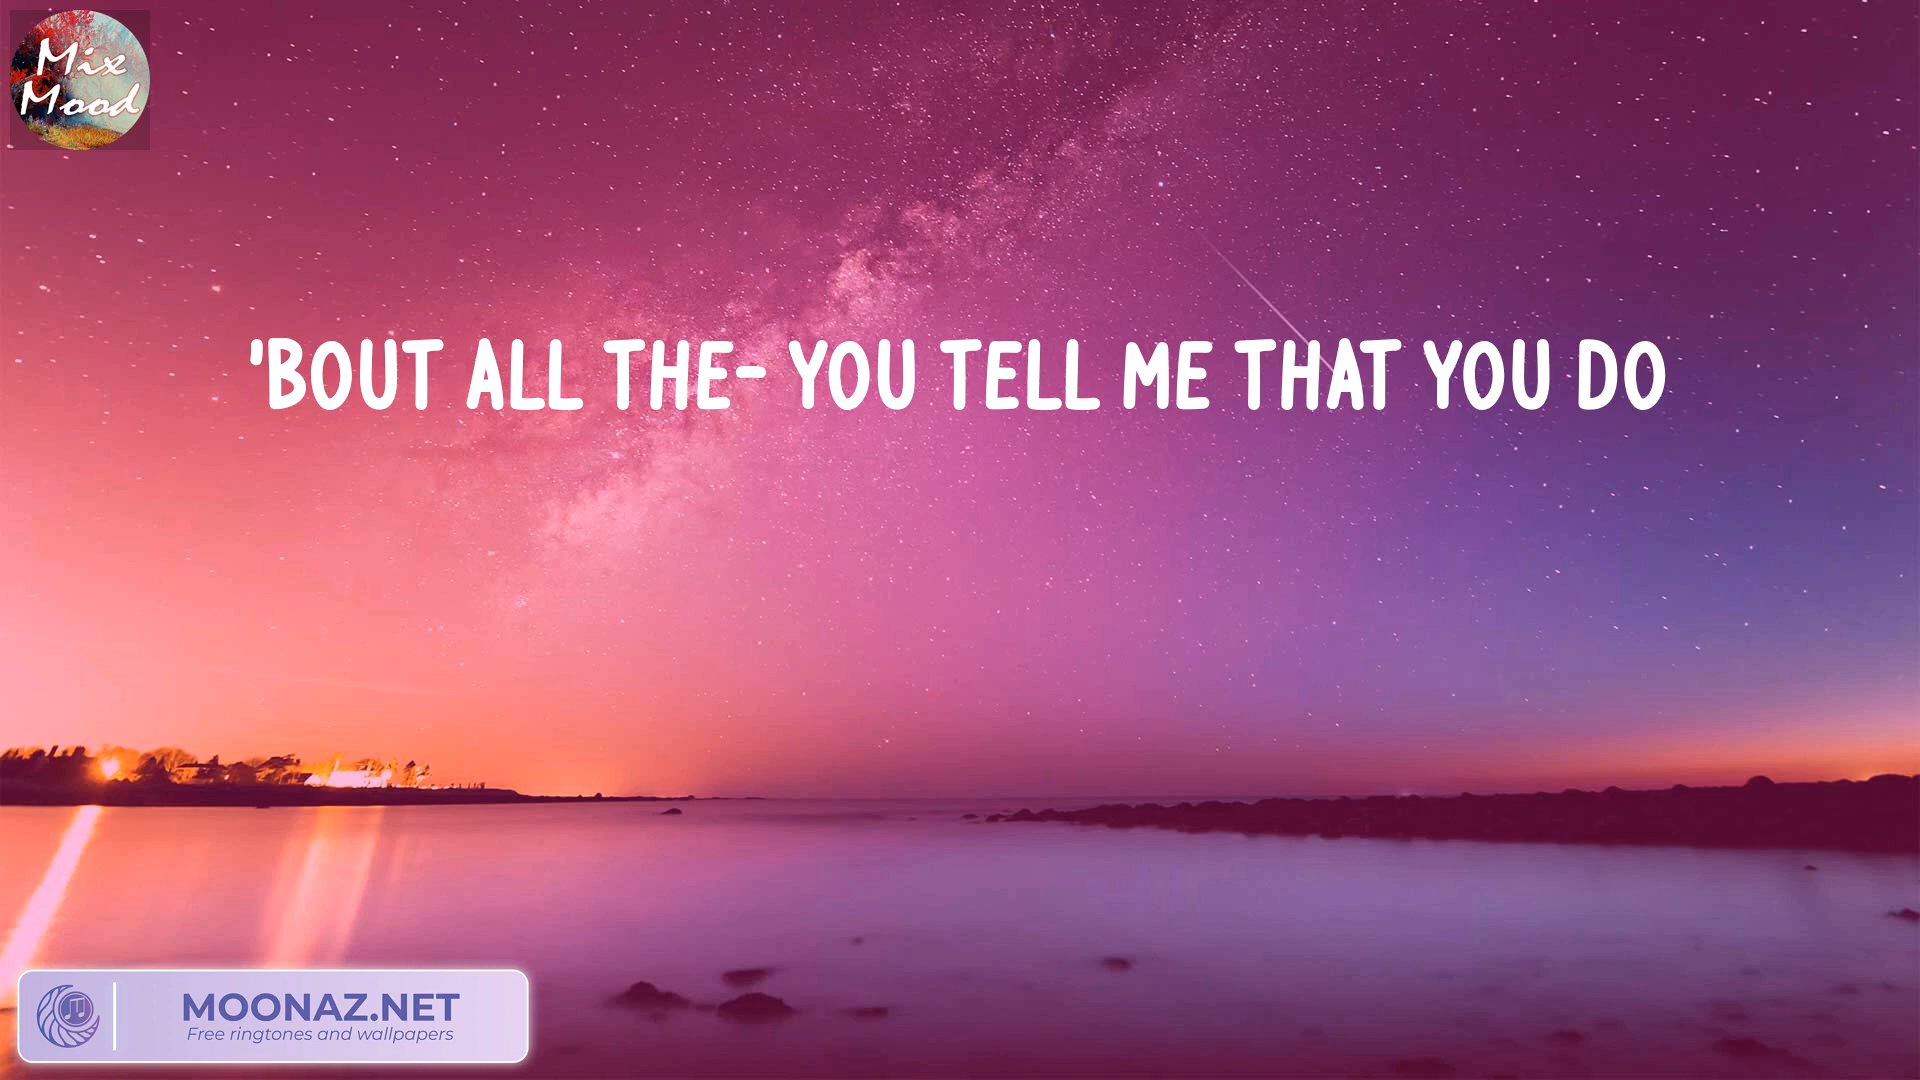 Mix
Mood
'BOUT ALL THE- YOU TELL ME THAT YOU DO
MOONAZ.NET
Free ringtones and wallpapers